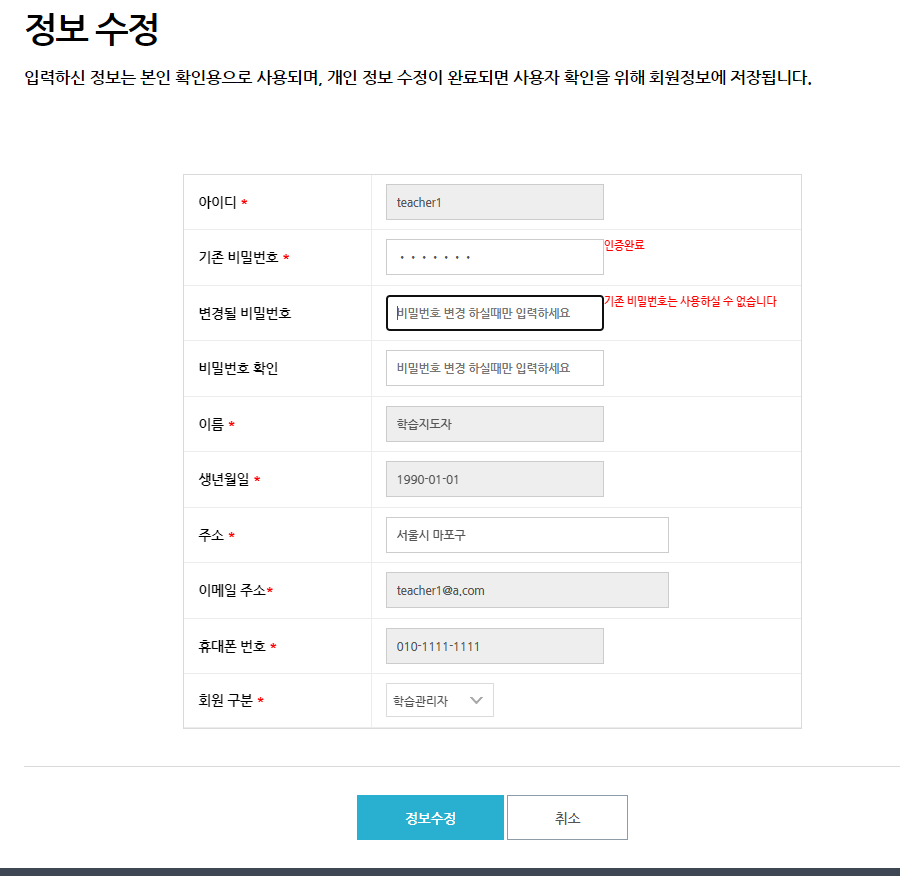 정보 수정
입력하신 정보는 본인 확인용으로 사용되며, 개인 정보 수정이 완료되면 사용자 확인을 위해 회원정보에 저장됩니다.
아이디 * teacher1
기존 비밀번호 * ······· 인증완료
변경될 비밀번호 비밀번호 변경 하실때만 입력하세요 기존 비밀번호는 사용하실 수 없습니다
비밀번호 확인 비밀번호 변경 하실때만 입력하세요
이름 * 학습지도자
생년월일 * 1990-01-01
주소 * 서울시 마포구
이메일 주소* teacher1@a.com
휴대폰 번호 * 010-1111-1111
회원 구분 * 학습관리자
정보수정 취소